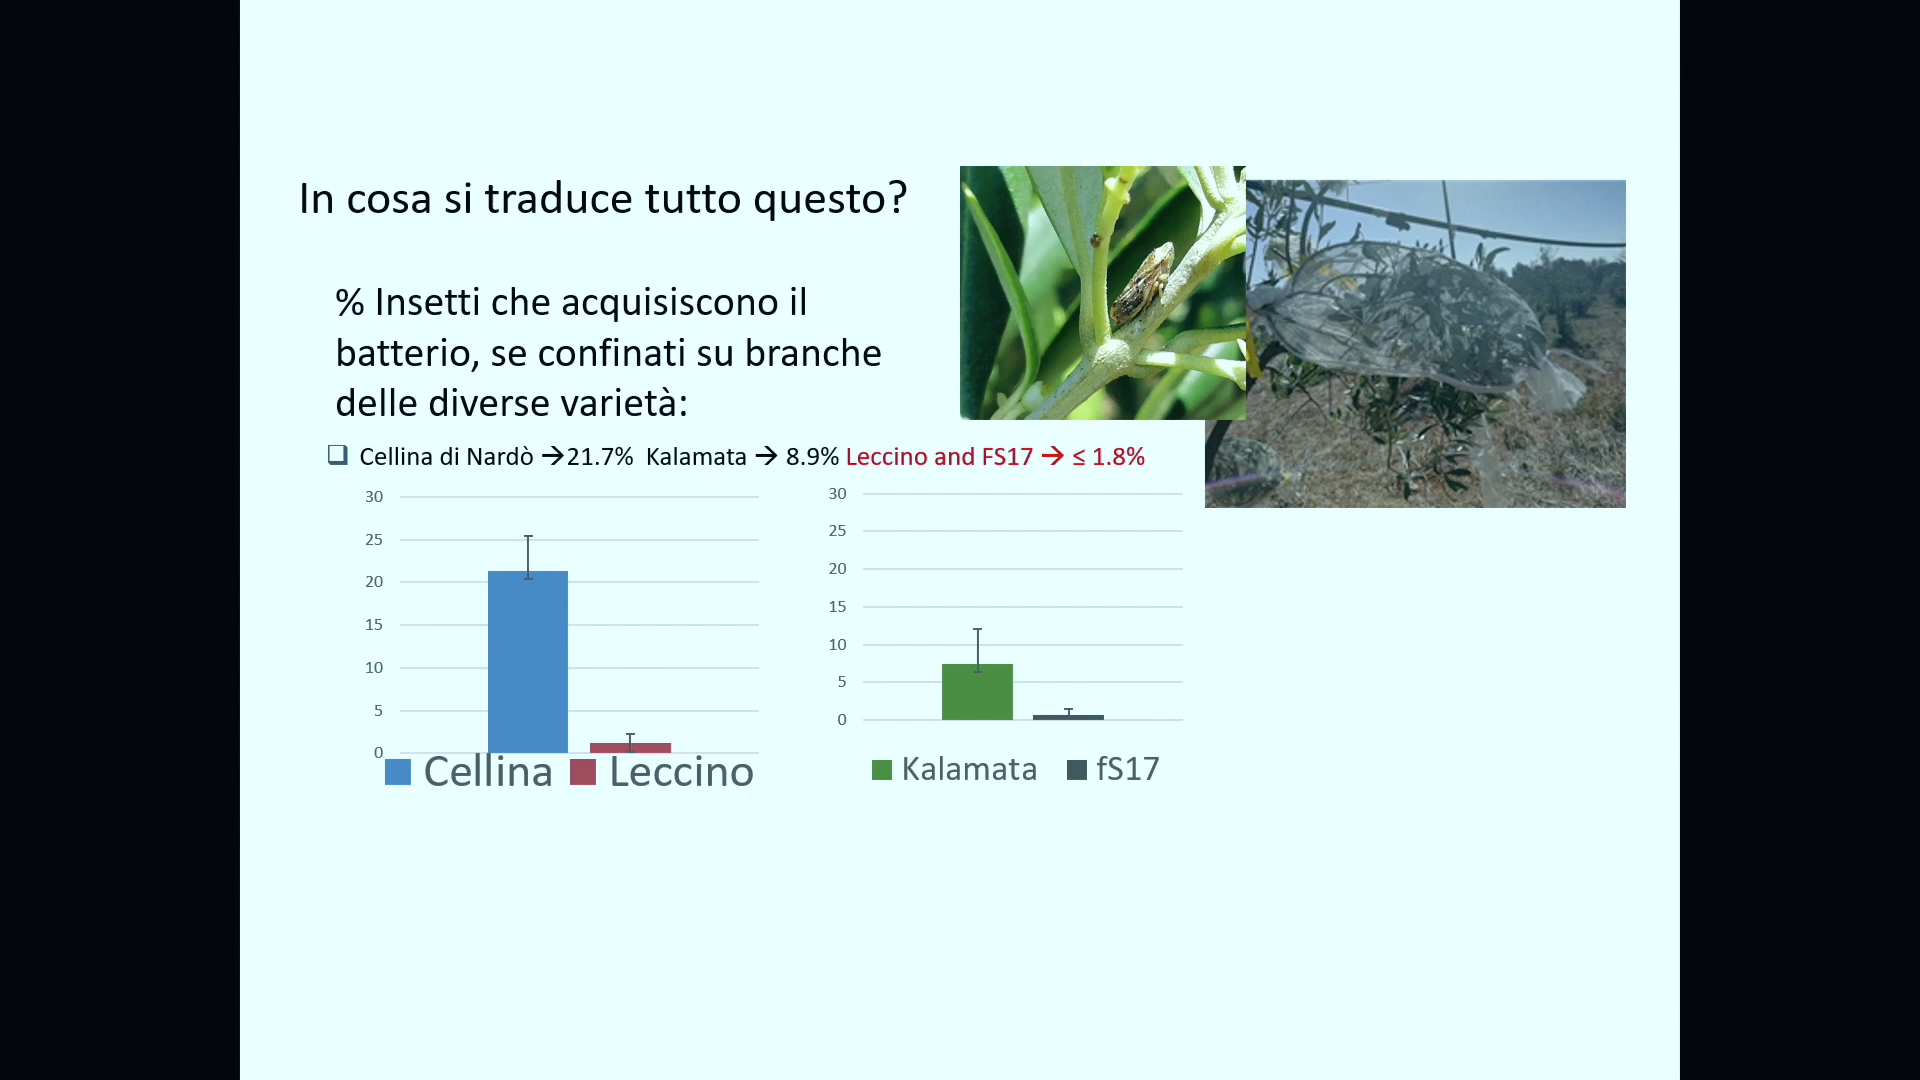 In cosa si traduce tutto questo?
% Insetti che acquisiscono il
batterio, se confinati su branche
delle diverse varietà:
❑ Cellina di Nardò →21.7% Kalamata → 8.9% Leccino and FS17 → ≤ 1.8%
30
25
20
15
10
5
0
Cellina Leccino
30
25
20
15
10
5
0
Kalamata fS17